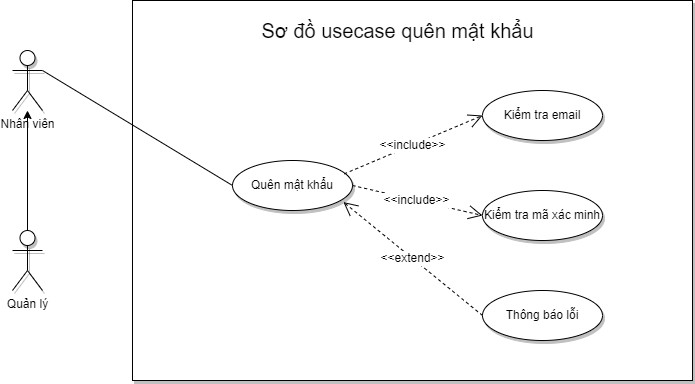 Sơ đồ usecase quên mật khẩu
Nhân viên
Kiểm tra email
<<include>>
Quên mật khẩu
<<include>>
Kiểm tra mã xác minh
<<extend>>
Quản lý
Thông báo lỗi